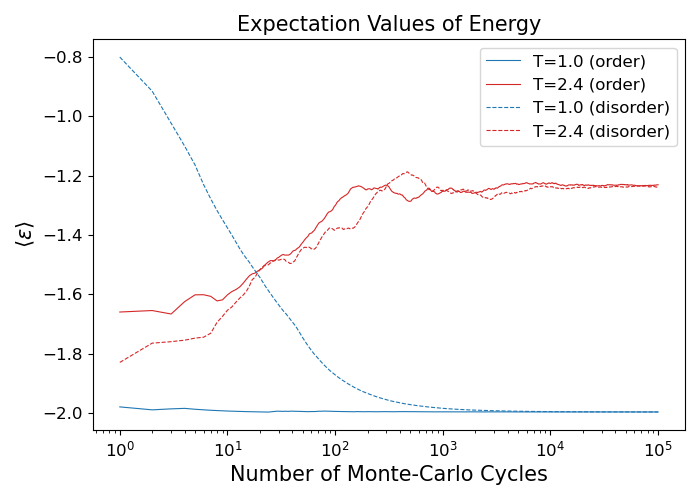 Expectation Values of Energy
T=1.0 (order)
T=2.4 (order)
T=1.0 (disorder)
T=2.4 (disorder)
−0.8
−1.0
−1.2
−1.4
−1.6
−1.8
−2.0
⟨ε⟩
10⁰
10¹
10²
10³
10⁴
10⁵
Number of Monte-Carlo Cycles